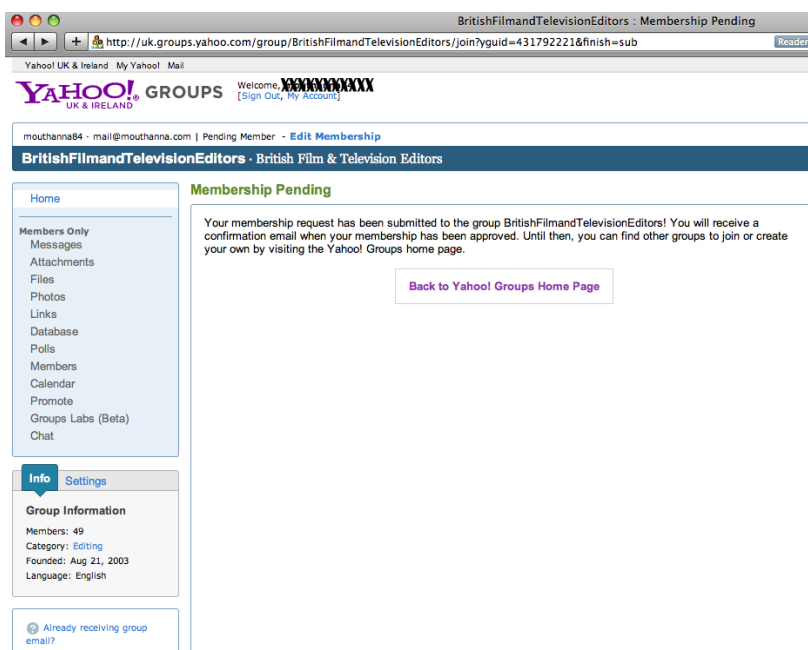 BritishFilmandTelevisionEditors : Membership Pending
http://uk.groups.yahoo.com/group/BritishFilmandTelevisionEditors/join?yguid=431792221&finish=sub
Reader
Yahoo! UK & Ireland My Yahoo! Mail
YAHOO! GROUPS
UK & IRELAND
Welcome,
[Sign Out, My Account]
mouthanna84 · mail@mouthanna.com | Pending Member - Edit Membership
BritishFilmandTelevisionEditors · British Film & Television Editors
Home
Members Only
Messages
Attachments
Files
Photos
Links
Database
Polls
Members
Calendar
Promote
Groups Labs (Beta)
Chat
Info Settings
Group Information
Members: 49
Category: Editing
Founded: Aug 21, 2003
Language: English
Already receiving group
email?
Membership Pending
Your membership request has been submitted to the group BritishFilmandTelevisionEditors! You will receive a
confirmation email when your membership has been approved. Until then, you can find other groups to join or create
your own by visiting the Yahoo! Groups home page.
Back to Yahoo! Groups Home Page